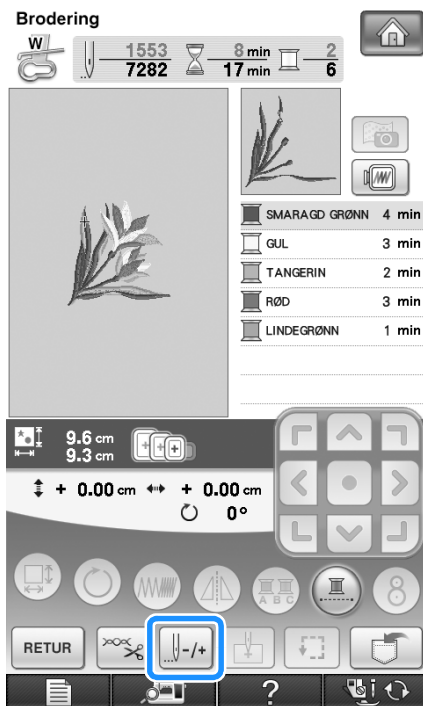 Brodering
W
1553 8 min 2
7282 17 min 6
SMARAGD GRØNN 4 min
GUL 3 min
TANGERIN 2 min
RØD 3 min
LINDEGRØNN 1 min
9.6 cm
9.3 cm
+ 0.00 cm + 0.00 cm
0°
A B C
RETUR -/+
?